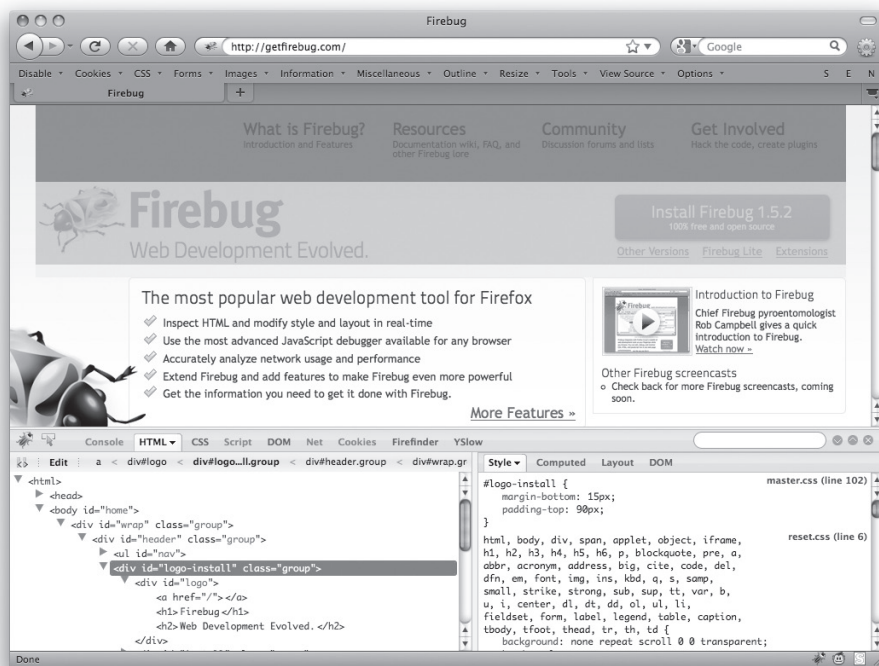 Firebug
http://getfirebug.com/
Google
Disable Cookies CSS Forms Images Information Miscellaneous Outline Resize Tools View Source Options S E N
Firebug +
What is Firebug?
Introduction and Features
Resources
Documentation wiki, FAQ, and
other Firebug lore
Community
Discussion forums and lists
Get Involved
Hack the code, create plugins
Firebug
Web Development Evolved.
Install Firebug 1.5.2
100% free and open source
Other Versions Firebug Lite Extensions
The most popular web development tool for Firefox
Inspect HTML and modify style and layout in real-time
Use the most advanced JavaScript debugger available for any browser
Accurately analyze network usage and performance
Extend Firebug and add features to make Firebug even more powerful
Get the information you need to get it done with Firebug.
More Features »
Introduction to Firebug
Chief Firebug pyroentomologist
Rob Campbell gives a quick
introduction to Firebug.
Watch now »
Other Firebug screencasts
Check back for more Firebug screencasts, coming
soon.
Console HTML CSS Script DOM Net Cookies Firefinder YSlow
Edit a < div#logo < div#logo...ll.group < div#header.group < div#wrap.gr
<html>
<head>
<body id="home">
<div id="wrap" class="group">
<div id="header" class="group">
<ul id="nav">
<div id="logo-install" class="group">
<div id="logo">
<a href="/"></a>
<h1>Firebug</h1>
<h2>Web Development Evolved.</h2>
</div>
Style Computed Layout DOM
#logo-install { master.css (line 102)
margin-bottom: 15px;
padding-top: 90px;
}
html, body, div, span, applet, object, iframe, reset.css (line 6)
h1, h2, h3, h4, h5, h6, p, blockquote, pre, a,
abbr, acronym, address, big, cite, code, del,
dfn, em, font, img, ins, kbd, q, s, samp,
small, strike, strong, sub, sup, tt, var, b,
u, i, center, dl, dt, dd, ol, ul, li,
fieldset, form, label, legend, table, caption,
tbody, tfoot, thead, tr, th, td {
background: none repeat scroll 0 0 transparent;
Done